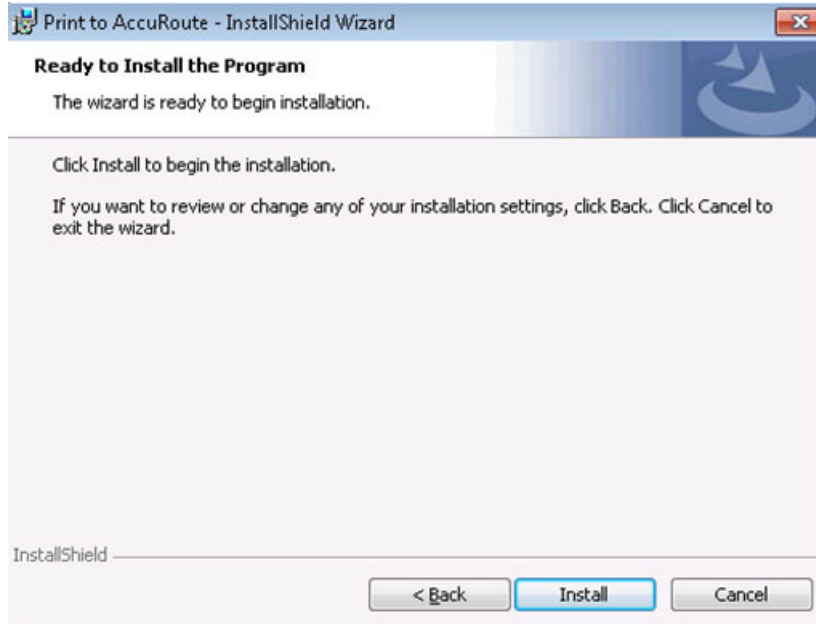 Print to AccuRoute - InstallShield Wizard
Ready to Install the Program
The wizard is ready to begin installation.
Click Install to begin the installation.
If you want to review or change any of your installation settings, click Back. Click Cancel to
exit the wizard.
InstallShield
< Back
Install
Cancel